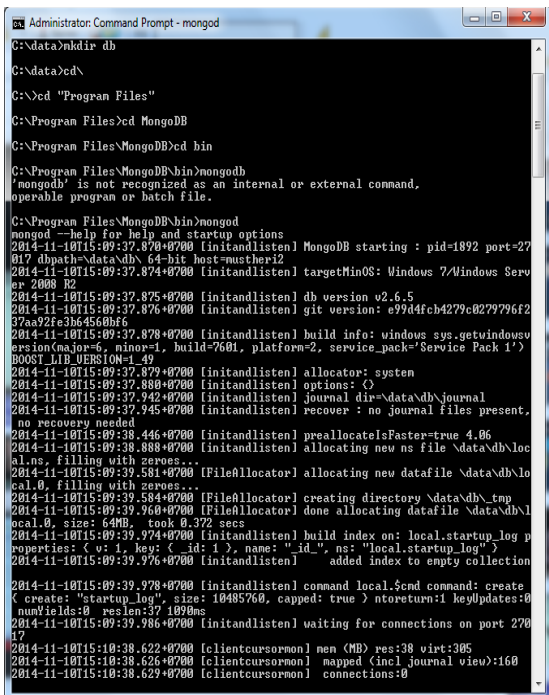 Administrator: Command Prompt - mongod
C:\data>mkdir db
C:\data>cd\
C:\>cd "Program Files"
C:\Program Files>cd MongoDB
C:\Program Files\MongoDB>cd bin
C:\Program Files\MongoDB\bin>mongodb
'mongodb' is not recognized as an internal or external command,
operable program or batch file.
C:\Program Files\MongoDB\bin>mongod
mongod --help for help and startup options
2014-11-10T15:09:37.870+0700 [initandlisten] MongoDB starting : pid=1892 port=27
017 dbpath=\data\db\ 64-bit host=mustheri2
2014-11-10T15:09:37.874+0700 [initandlisten] targetMinOS: Windows 7/Windows Serv
er 2008 R2
2014-11-10T15:09:37.875+0700 [initandlisten] db version v2.6.5
2014-11-10T15:09:37.876+0700 [initandlisten] git version: e99d4fcb4279c0279796f2
37aa92fe3b64560bf6
2014-11-10T15:09:37.878+0700 [initandlisten] build info: windows sys.getwindowsv
ersion(major=6, minor=1, build=7601, platform=2, service_pack='Service Pack 1')
BOOST_LIB_VERSION=1_49
2014-11-10T15:09:37.879+0700 [initandlisten] allocator: system
2014-11-10T15:09:37.880+0700 [initandlisten] options: {}
2014-11-10T15:09:37.942+0700 [initandlisten] journal dir=\data\db\journal
2014-11-10T15:09:37.945+0700 [initandlisten] recover : no journal files present,
no recovery needed
2014-11-10T15:09:38.446+0700 [initandlisten] preallocateIsFaster=true 4.06
2014-11-10T15:09:38.888+0700 [initandlisten] allocating new ns file \data\db\loc
al.ns, filling with zeroes...
2014-11-10T15:09:39.581+0700 [FileAllocator] allocating new datafile \data\db\lo
cal.0, filling with zeroes...
2014-11-10T15:09:39.584+0700 [FileAllocator] creating directory \data\db\_tmp
2014-11-10T15:09:39.960+0700 [FileAllocator] done allocating datafile \data\db\l
ocal.0, size: 64MB,  took 0.372 secs
2014-11-10T15:09:39.974+0700 [initandlisten] build index on: local.startup_log p
roperties: { v: 1, key: { _id: 1 }, name: "_id_", ns: "local.startup_log" }
2014-11-10T15:09:39.976+0700 [initandlisten]     added index to empty collection
2014-11-10T15:09:39.978+0700 [initandlisten] command local.$cmd command: create
{ create: "startup_log", size: 10485760, capped: true } ntoreturn:1 keyUpdates:0
numYields:0  reslen:37 1090ms
2014-11-10T15:09:39.986+0700 [initandlisten] waiting for connections on port 270
17
2014-11-10T15:10:38.622+0700 [clientcursormon] mem (MB) res:38 virt:305
2014-11-10T15:10:38.626+0700 [clientcursormon]  mapped (incl journal view):160
2014-11-10T15:10:38.629+0700 [clientcursormon]  connections:0